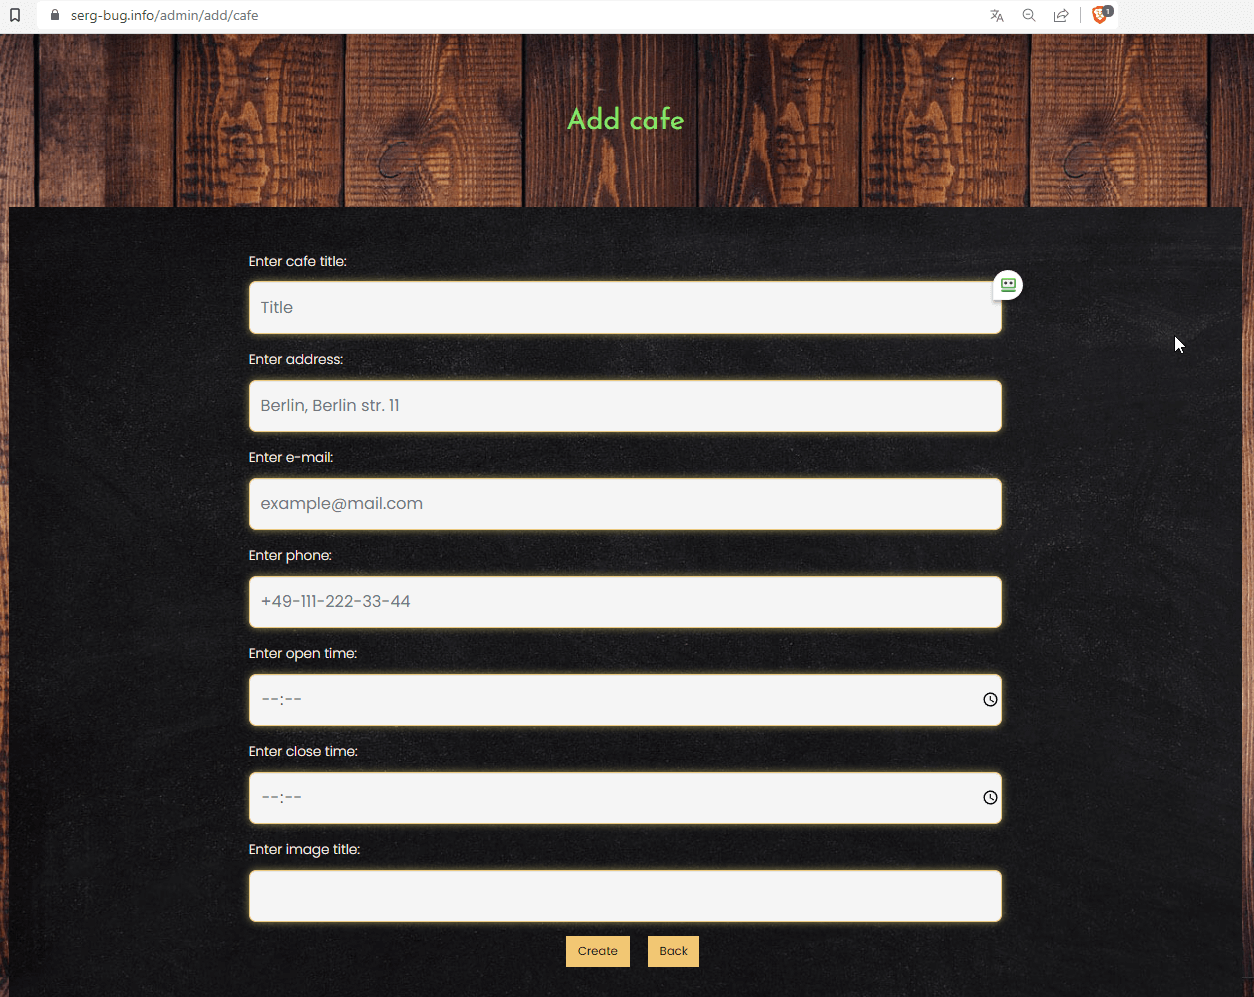 serg-bug.info/admin/add/cafe
1
Add cafe
Enter cafe title:
Title
Enter address:
Berlin, Berlin str. 11
Enter e-mail:
example@mail.com
Enter phone:
+49-111-222-33-44
Enter open time:
--:--
Enter close time:
--:--
Enter image title:
Create Back